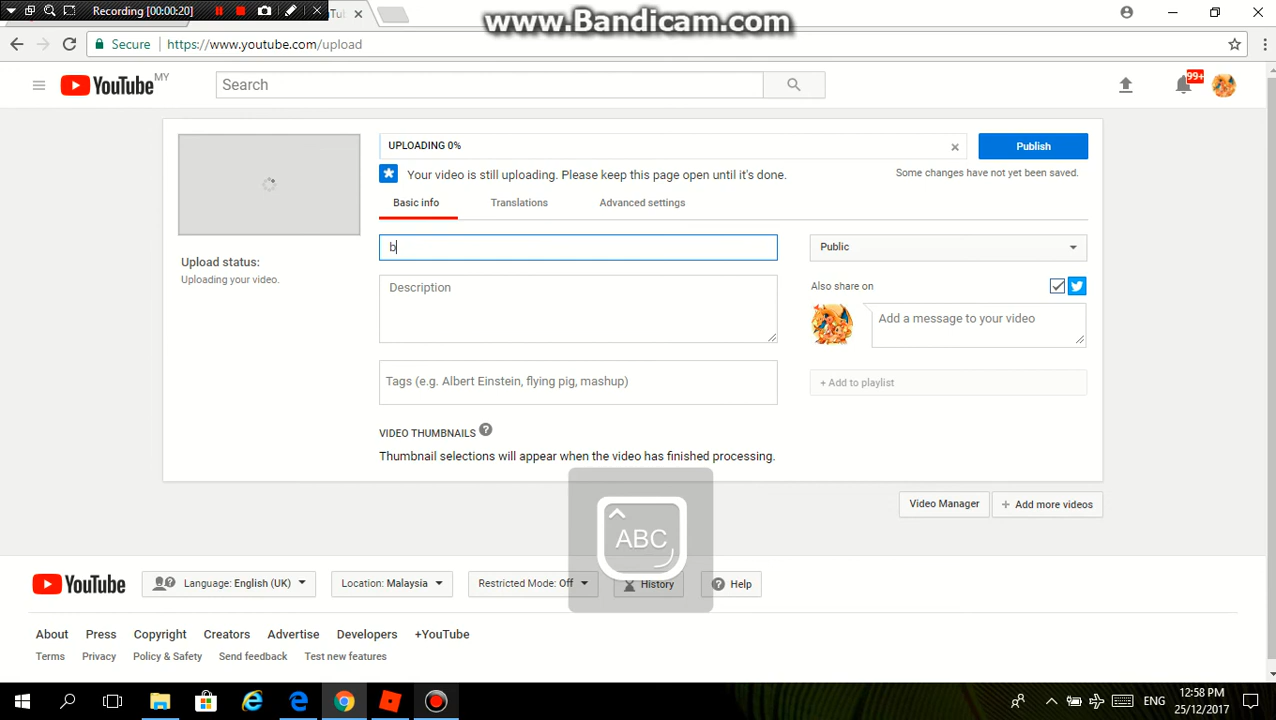 Recording [00:00:20]
www.Bandicam.com
Secure
https://www.youtube.com/upload
YouTube MY
Search
99+
UPLOADING 0%
Publish
Your video is still uploading. Please keep this page open until it's done.
Some changes have not yet been saved.
Basic info
Translations
Advanced settings
b
Public
Upload status:
Uploading your video.
Description
Also share on
Add a message to your video
Tags (e.g. Albert Einstein, flying pig, mashup)
+ Add to playlist
VIDEO THUMBNAILS ?
Thumbnail selections will appear when the video has finished processing.
ABC
Video Manager
+ Add more videos
YouTube
Language: English (UK)
Location: Malaysia
Restricted Mode: Off
History
Help
About
Press
Copyright
Creators
Advertise
Developers
+YouTube
Terms
Privacy
Policy & Safety
Send feedback
Test new features
ENG
12:58 PM
25/12/2017